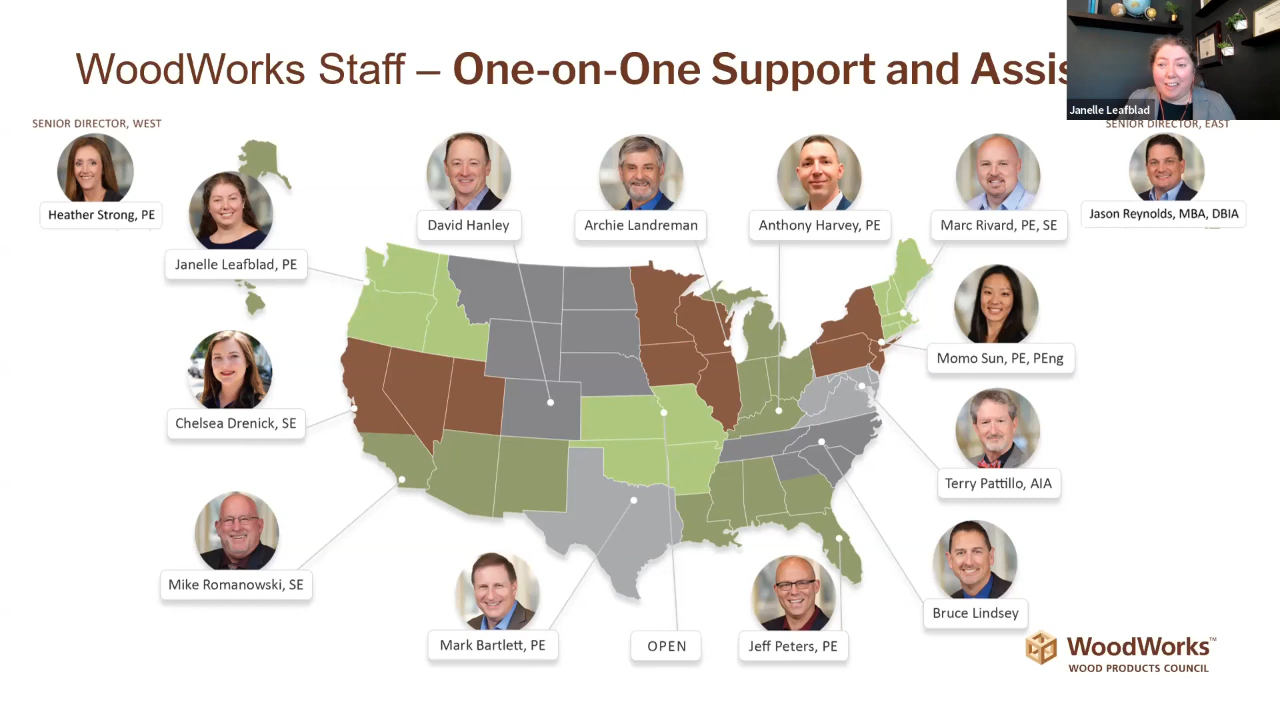 WoodWorks Staff – One-on-One Support and Assis
Janelle Leafblad
SENIOR DIRECTOR, WEST
SENIOR DIRECTOR, EAST
Heather Strong, PE
David Hanley
Archie Landreman
Anthony Harvey, PE
Marc Rivard, PE, SE
Jason Reynolds, MBA, DBIA
Janelle Leafblad, PE
Momo Sun, PE, PEng
Chelsea Drenick, SE
Terry Pattillo, AIA
Mike Romanowski, SE
Bruce Lindsey
Mark Bartlett, PE
OPEN
Jeff Peters, PE
WoodWorks™
WOOD PRODUCTS COUNCIL